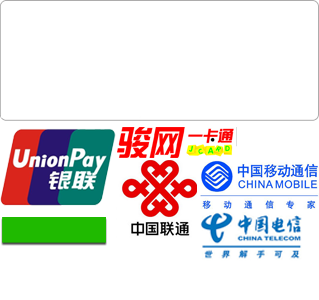 UnionPay
银联
骏网一卡通
JCARD
中国联通
中国移动通信
CHINA MOBILE
移动通信专家
中国电信
CHINA TELECOM
世界触手可及